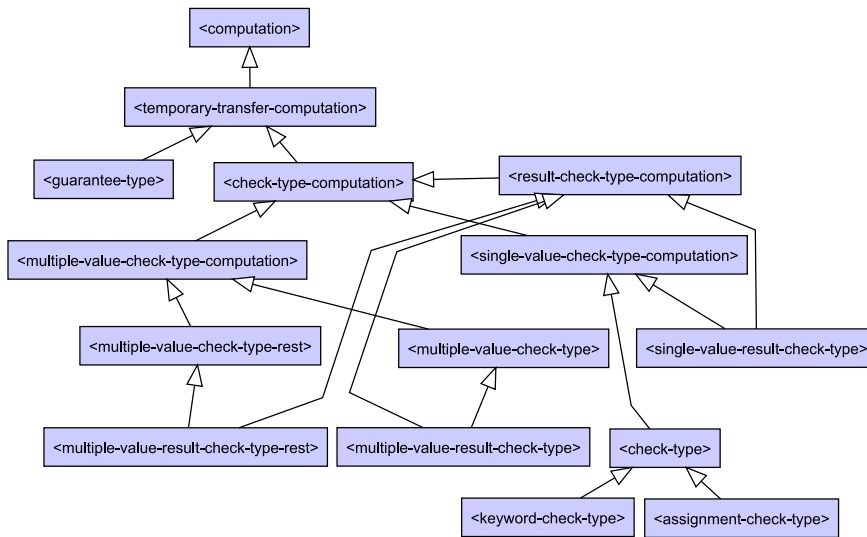 <computation>
<temporary-transfer-computation>
<guarantee-type>
<check-type-computation>
<result-check-type-computation>
<multiple-value-check-type-computation>
<single-value-check-type-computation>
<multiple-value-check-type-rest>
<multiple-value-check-type>
<single-value-result-check-type>
<multiple-value-result-check-type-rest>
<multiple-value-result-check-type>
<check-type>
<keyword-check-type>
<assignment-check-type>